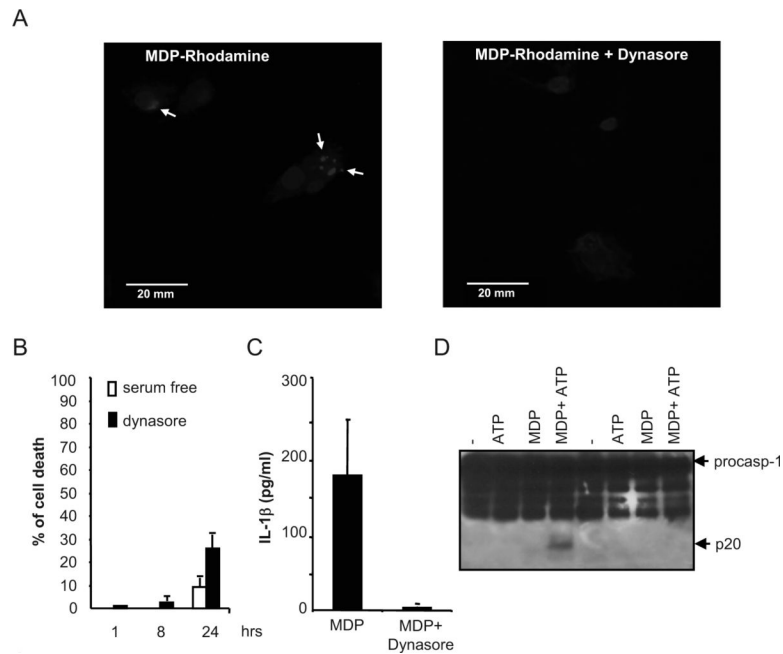 A
MDP-Rhodamine
20 mm
MDP-Rhodamine + Dynasore
20 mm
B
% of cell death
100
90
80
70
60
50
40
30
20
10
0
serum free
dynasore
1 8 24 hrs
C
IL-1β (pg/ml)
300
200
100
0
MDP
MDP+
Dynasore
D
- ATP MDP MDP+ ATP - ATP MDP MDP+ ATP
procasp-1
p20